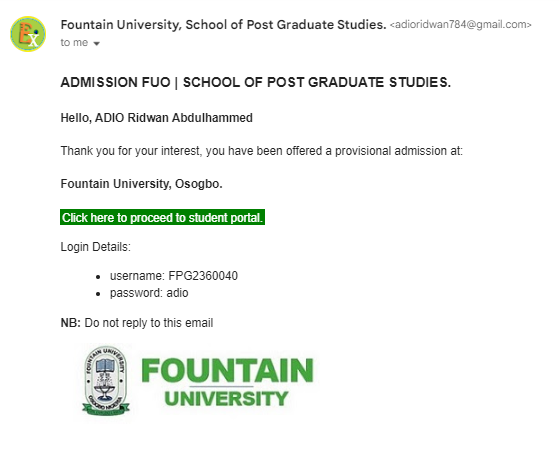 Fountain University, School of Post Graduate Studies. <adioridwan784@gmail.com>
to me
ADMISSION FUO | SCHOOL OF POST GRADUATE STUDIES.
Hello, ADIO Ridwan Abdulhammed
Thank you for your interest, you have been offered a provisional admission at:
Fountain University, Osogbo.
Click here to proceed to student portal.
Login Details:
• username: FPG2360040
• password: adio
NB: Do not reply to this email
FOUNTAIN UNIVERSITY
OSOGBO NIGERIA
FOUNTAIN
UNIVERSITY